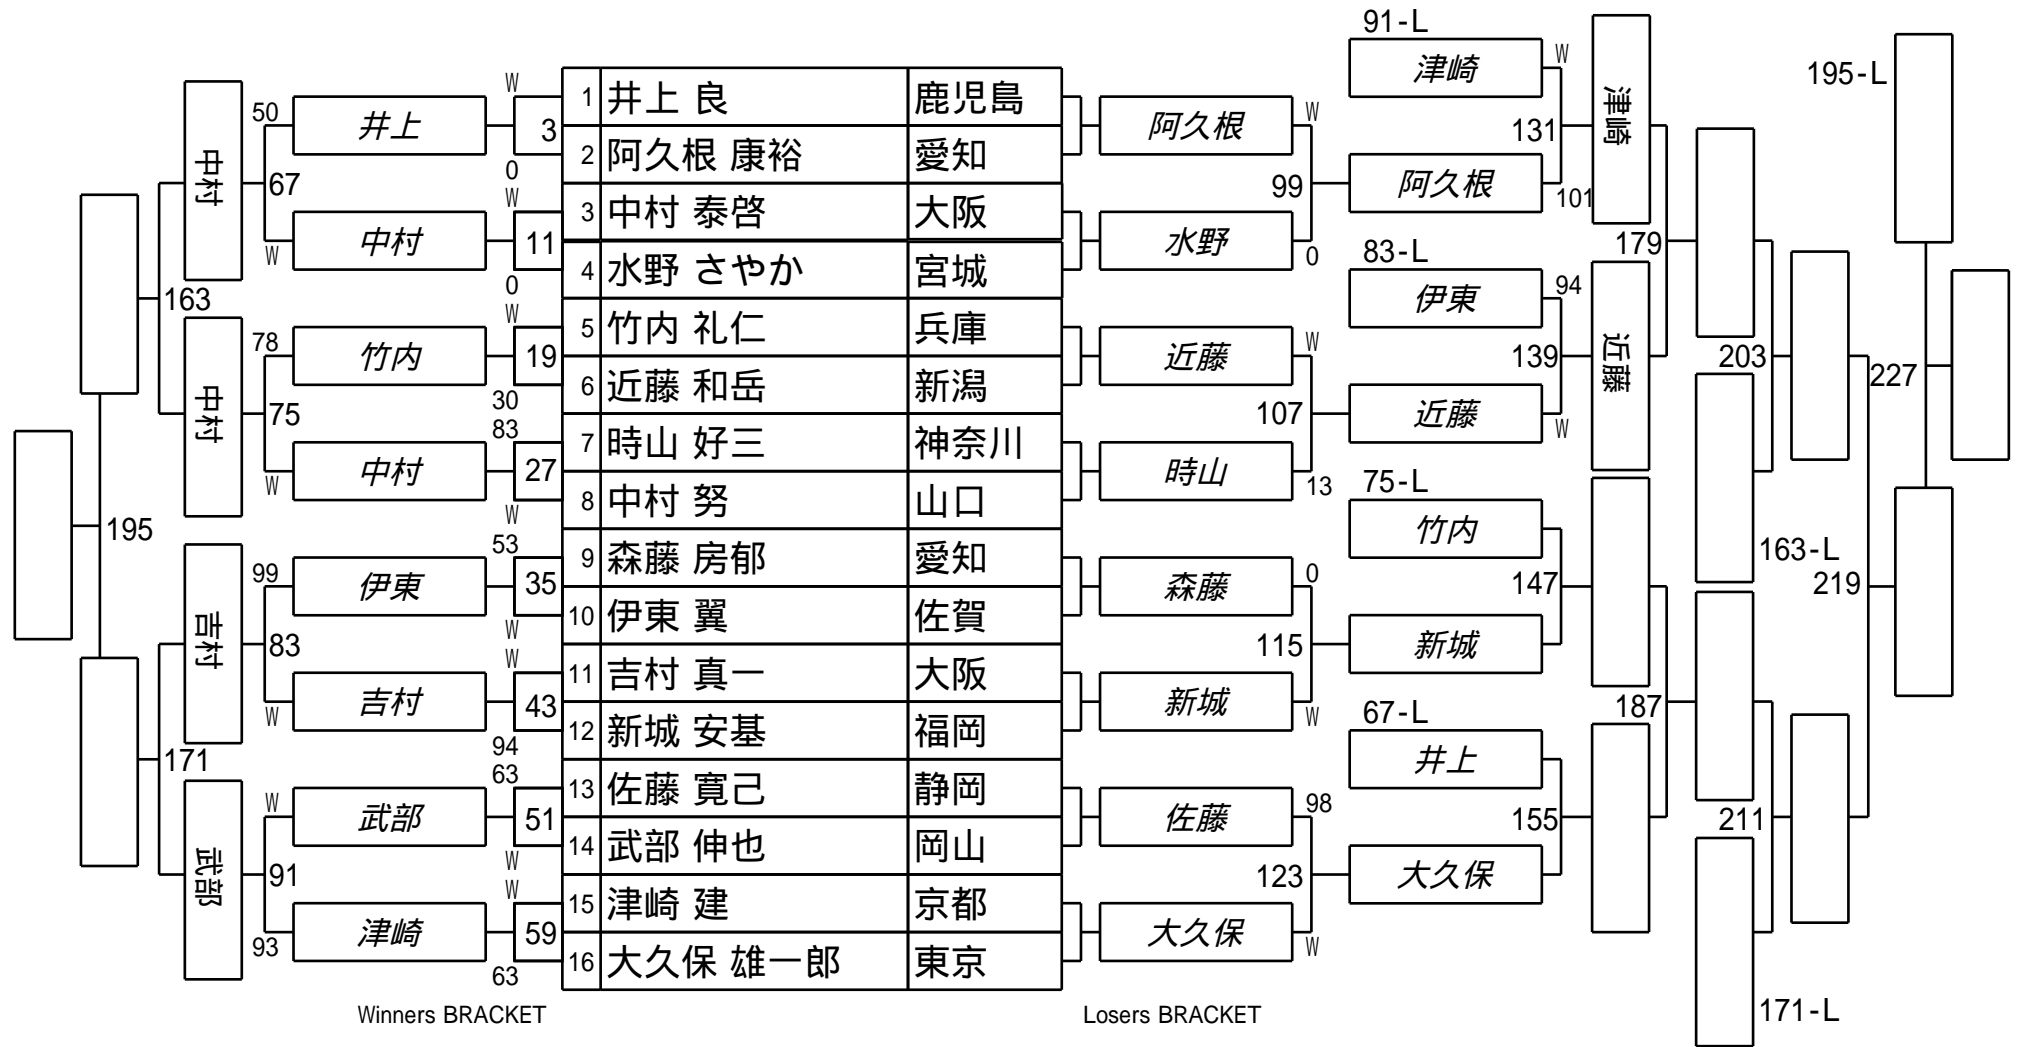 91-L
津崎 W 津崎
195-L
W 1 井上 良 鹿児島
50 井上 3 阿久根 W 131
中村 0 2 阿久根 康裕 愛知 阿久根 101
67 W 3 中村 泰啓 大阪 99
中村 11 水野 83-L 179
W 0 4 水野 さやか 宮城 0 伊東 94 近藤
163 W 5 竹内 礼仁 兵庫
78 竹内 19 近藤 W 139 203 227
中村 30 6 近藤 和岳 新潟 近藤 W
75 83 7 時山 好三 神奈川 107
中村 27 時山 13 75-L
W W 8 中村 努 山口 竹内
195 53 9 森藤 房郁 愛知 163-L
99 伊東 35 森藤 0 147 219
吉村 W 10 伊東 翼 佐賀 新城
83 W 11 吉村 真一 大阪 115
吉村 43 新城 67-L 187
W 94 12 新城 安基 福岡 W 井上
171 63 13 佐藤 寛己 静岡
W 武部 51 佐藤 98 155 211
武部 W 14 武部 伸也 岡山 大久保
91 W 15 津崎 建 京都 123
津崎 59 大久保
93 63 16 大久保 雄一郎 東京 W
Winners BRACKET Losers BRACKET 171-L